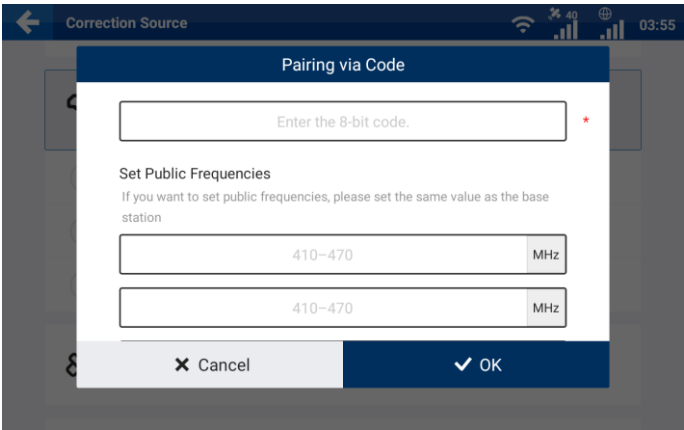 Correction Source
40
03:55
Pairing via Code
Enter the 8-bit code.
*
Set Public Frequencies
If you want to set public frequencies, please set the same value as the base
station
410–470
MHz
410–470
MHz
Cancel
OK